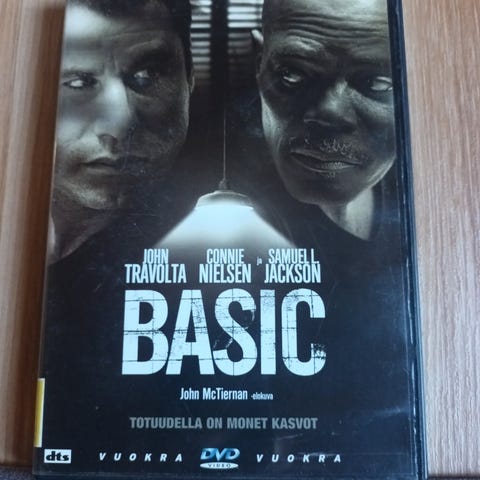 JOHN CONNIE ja SAMUEL L.
TRAVOLTA NIELSEN JACKSON
BASIC
John McTiernan -elokuva
TOTUUDELLA ON MONET KASVOT
dts VUOKRA DVD VUOKRA
VIDEO